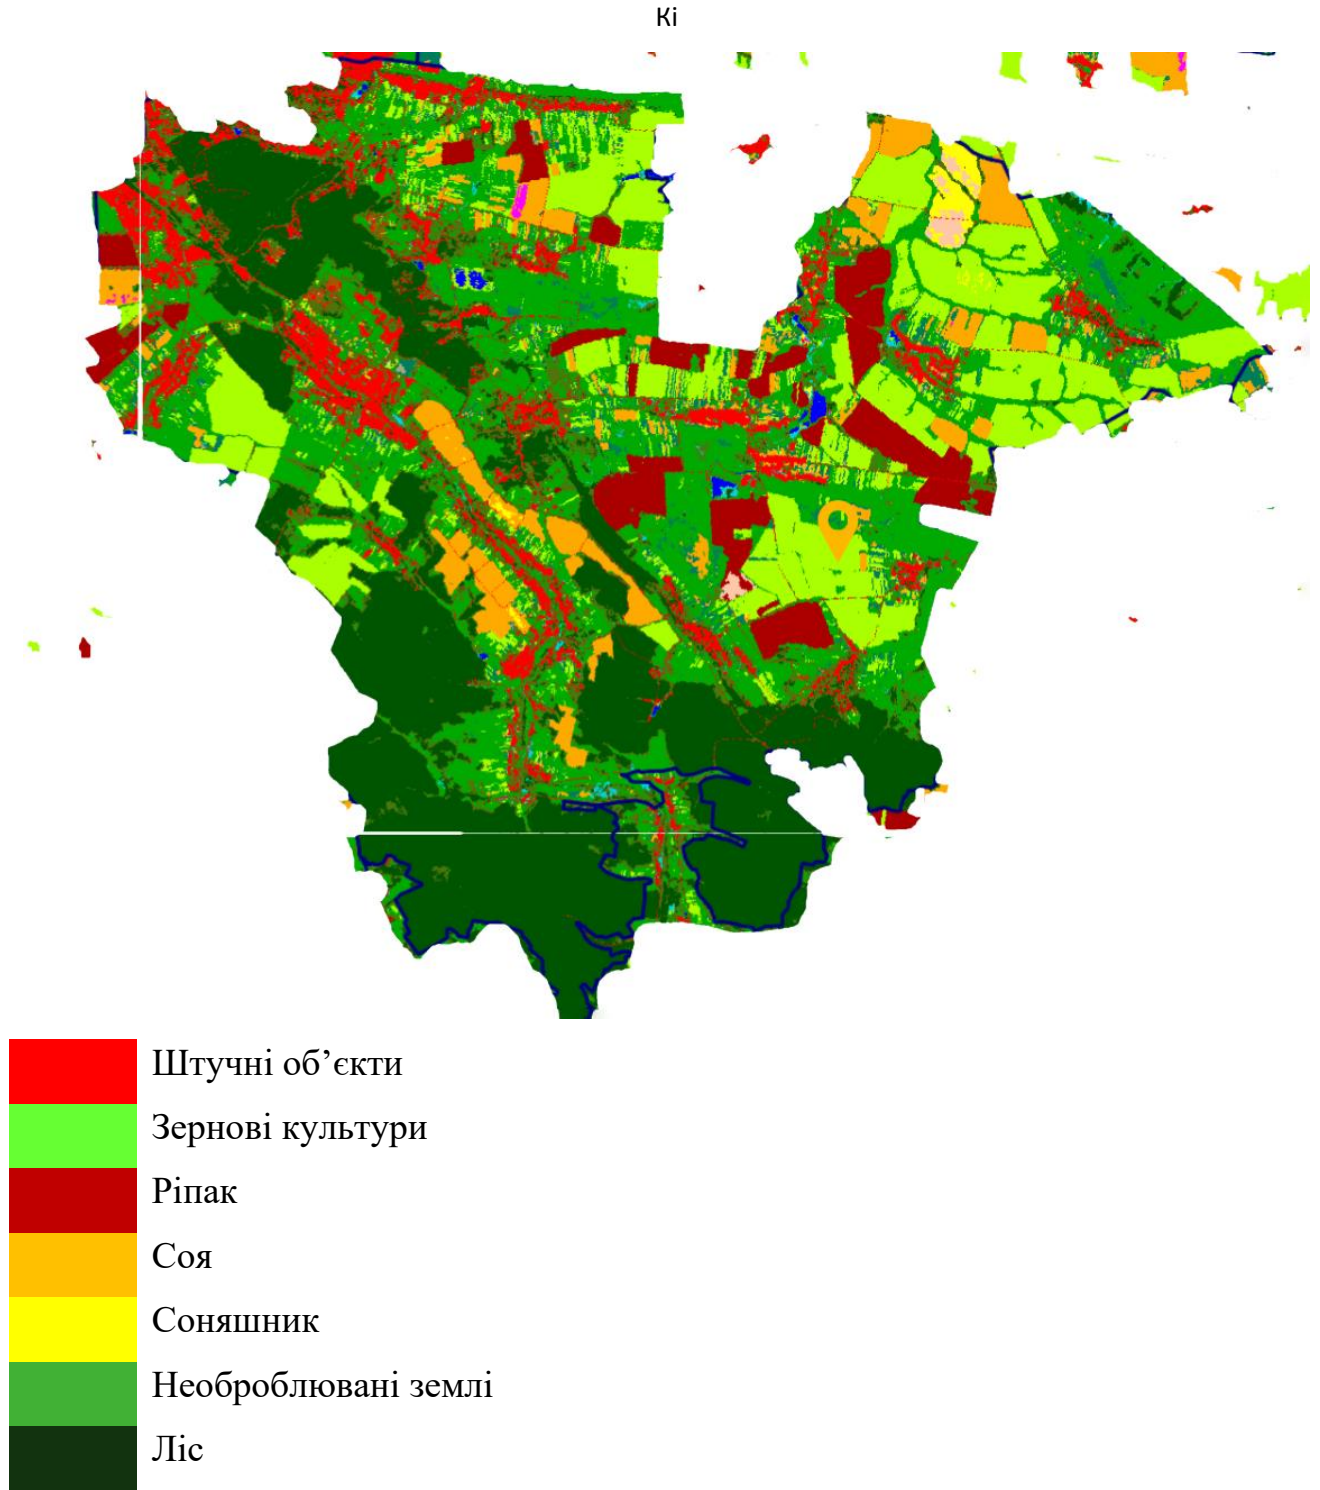 Кі
Штучні об’єкти
Зернові культури
Ріпак
Соя
Соняшник
Необроблювані землі
Ліс